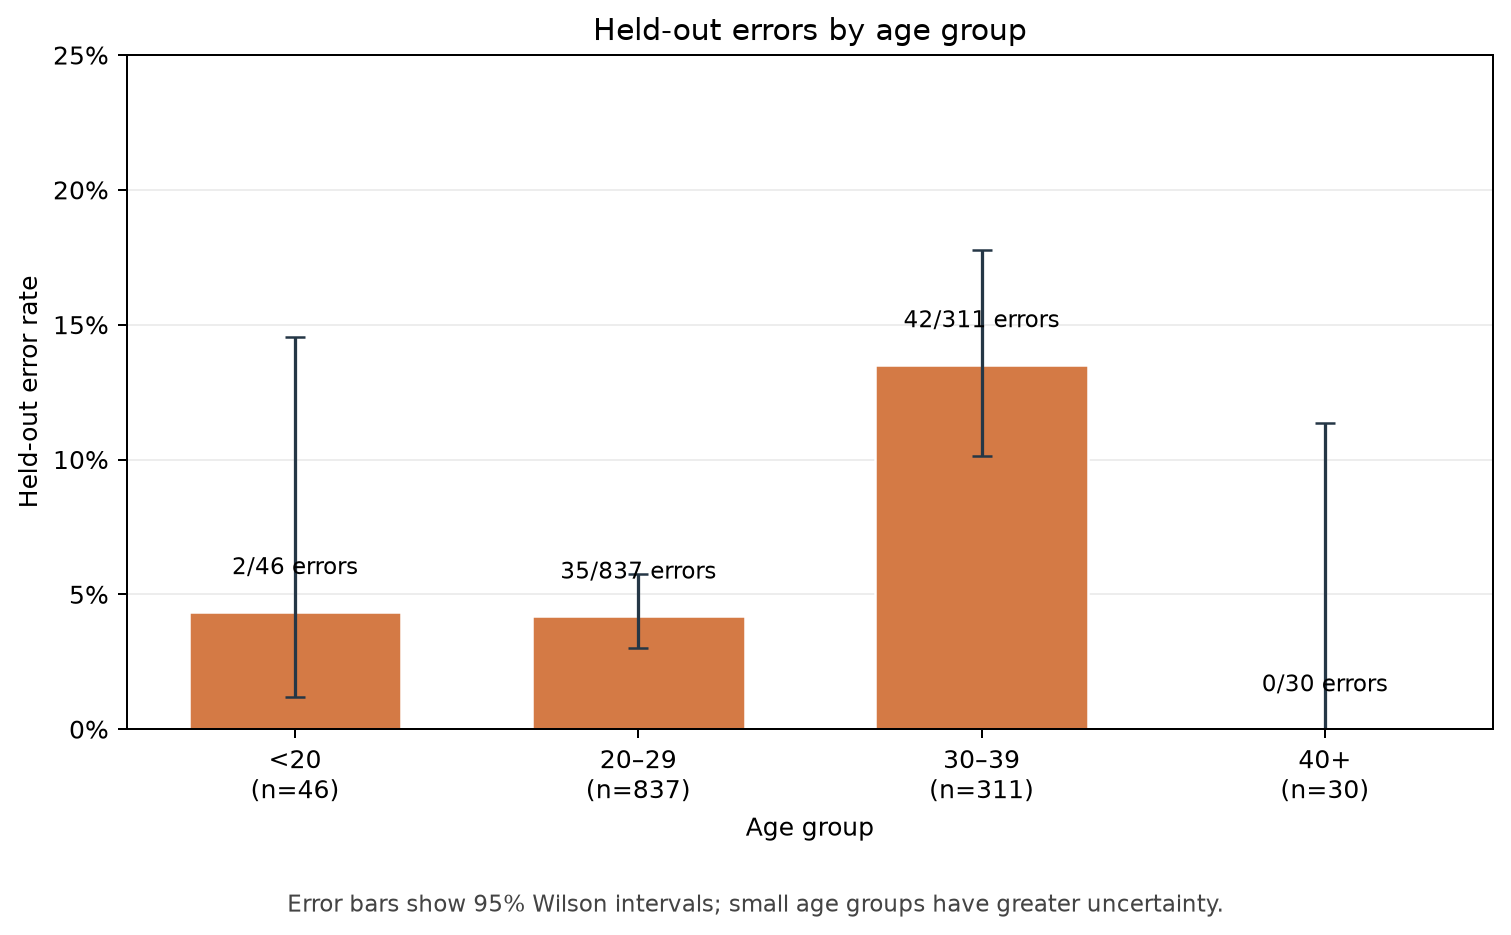 Held-out errors by age group
25%
20%
15%
10%
5%
0%
Held-out error rate
2/46 errors
35/837 errors
42/311 errors
0/30 errors
<20
(n=46)
20–29
(n=837)
30–39
(n=311)
40+
(n=30)
Age group
Error bars show 95% Wilson intervals; small age groups have greater uncertainty.